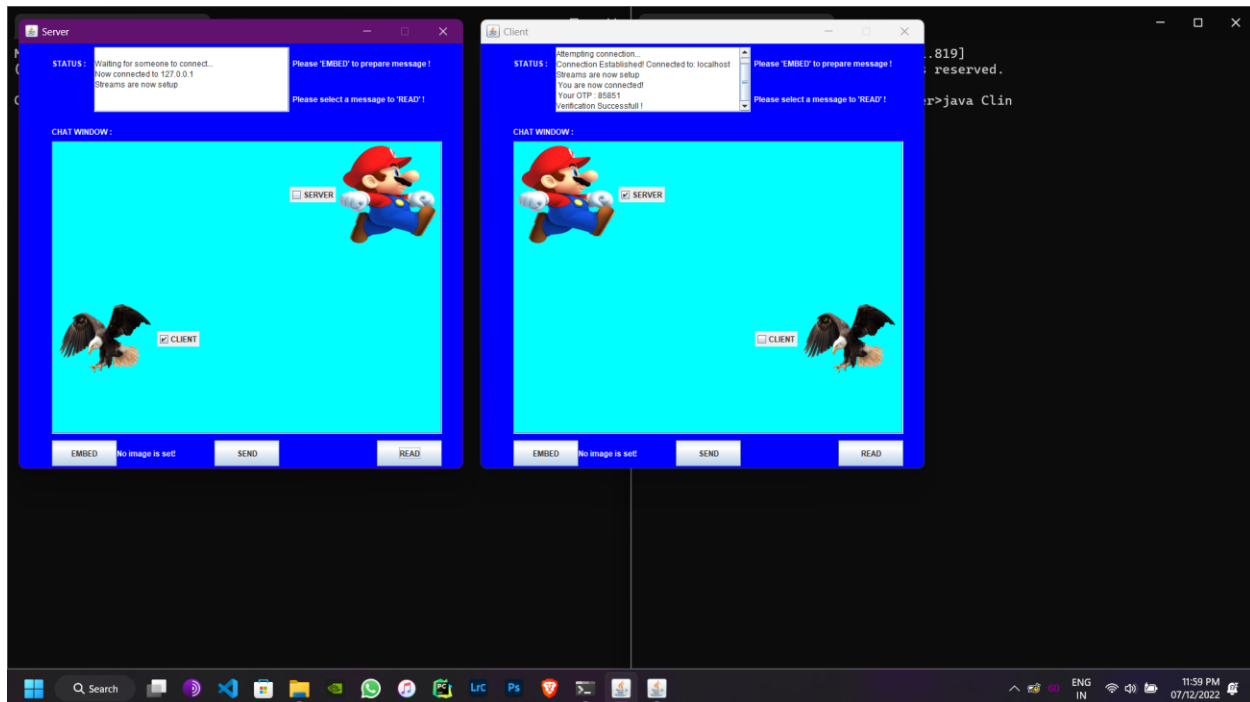 Server
STATUS :
Waiting for someone to connect...
Now connected to 127.0.0.1
Streams are now setup
Please 'EMBED' to prepare message !
Please select a message to 'READ' !
CHAT WINDOW :
SERVER
CLIENT
EMBED
No image is set!
SEND
READ
Client
STATUS :
Attempting connection...
Connection Established! Connected to: localhost
Streams are now setup
You are now connected!
Your OTP : 85851
Verification Successfull !
Please 'EMBED' to prepare message !
Please select a message to 'READ' !
CHAT WINDOW :
SERVER
CLIENT
EMBED
No image is set!
SEND
READ
.819]
reserved.
>java Clin
Search
PC
LrC
Ps
ENG
IN
11:59 PM
07/12/2022